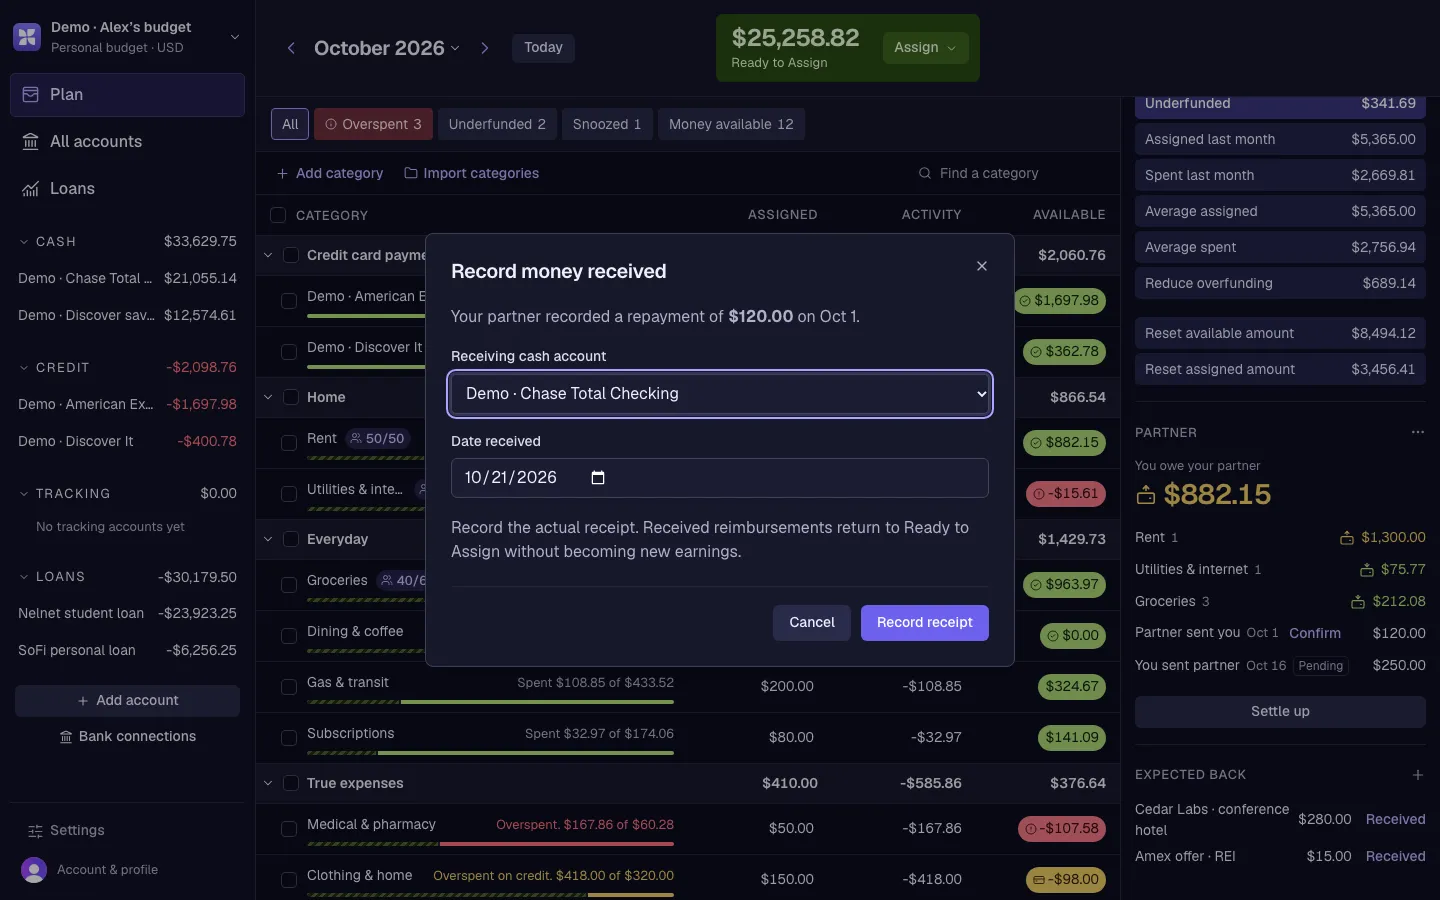 Demo · Alex's budget
Personal budget · USD
Plan
All accounts
Loans
CASH $33,629.75
Demo · Chase Total ... $21,055.14
Demo · Discover sav... $12,574.61
CREDIT -$2,098.76
Demo · American Ex... -$1,697.98
Demo · Discover It -$400.78
TRACKING $0.00
No tracking accounts yet
LOANS -$30,179.50
Nelnet student loan -$23,923.25
SoFi personal loan -$6,256.25
+ Add account
Bank connections
Settings
Account & profile
October 2026
Today
$25,258.82
Ready to Assign
Assign
All
Overspent 3
Underfunded 2
Snoozed 1
Money available 12
+ Add category
Import categories
Find a category
CATEGORY ASSIGNED ACTIVITY AVAILABLE
Credit card payme $2,060.76
Demo · American E $1,697.98
Demo · Discover It $362.78
Home $866.54
Rent 50/50 $882.15
Utilities & inte... -$15.61
Everyday $1,429.73
Groceries 40/6 $963.97
Dining & coffee $0.00
Gas & transit Spent $108.85 of $433.52 $200.00 -$108.85 $324.67
Subscriptions Spent $32.97 of $174.06 $80.00 -$32.97 $141.09
True expenses $410.00 -$585.86 $376.64
Medical & pharmacy Overspent. $167.86 of $60.28 $50.00 -$167.86 -$107.58
Clothing & home Overspent on credit. $418.00 of $320.00 $150.00 -$418.00 -$98.00
Record money received
Your partner recorded a repayment of $120.00 on Oct 1.
Receiving cash account
Demo · Chase Total Checking
Date received
10/21/2026
Record the actual receipt. Received reimbursements return to Ready to
Assign without becoming new earnings.
Cancel
Record receipt
Underfunded $341.69
Assigned last month $5,365.00
Spent last month $2,669.81
Average assigned $5,365.00
Average spent $2,756.94
Reduce overfunding $689.14
Reset available amount $8,494.12
Reset assigned amount $3,456.41
PARTNER
You owe your partner
$882.15
Rent 1 $1,300.00
Utilities & internet 1 $75.77
Groceries 3 $212.08
Partner sent you Oct 1 Confirm $120.00
You sent partner Oct 16 Pending $250.00
Settle up
EXPECTED BACK
Cedar Labs · conference
hotel $280.00 Received
Amex offer · REI $15.00 Received